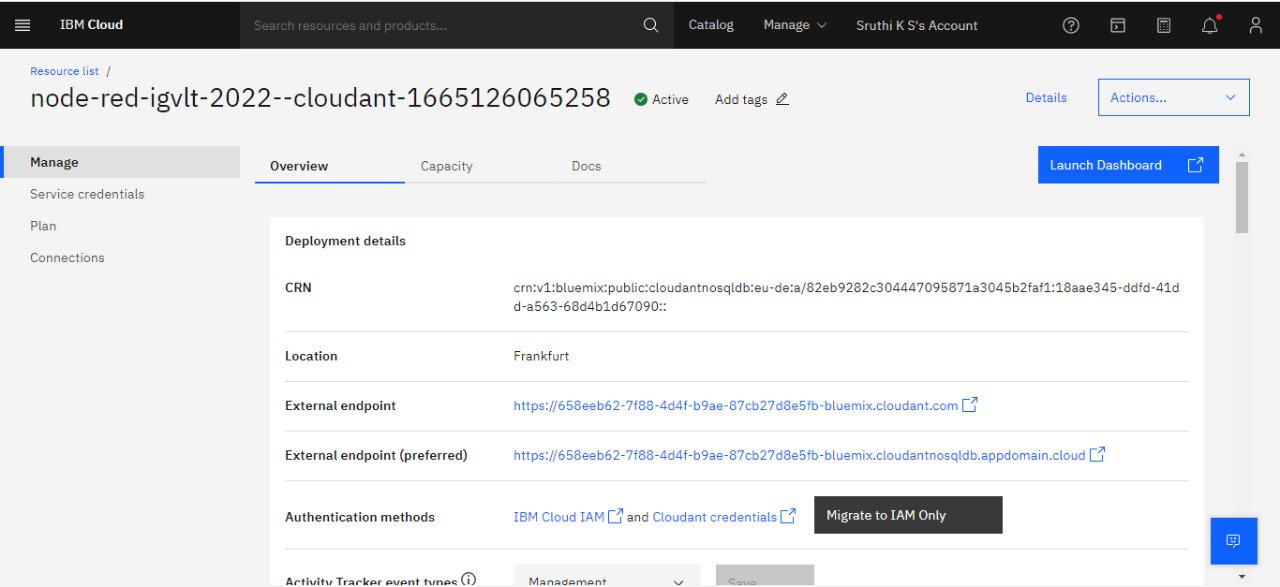 IBM Cloud
Search resources and products...
Catalog
Manage
Sruthi K S's Account
Resource list /
node-red-igvlt-2022--cloudant-1665126065258
Active
Add tags
Details
Actions...
Manage
Service credentials
Plan
Connections
Overview
Capacity
Docs
Launch Dashboard
Deployment details
CRN
crn:v1:bluemix:public:cloudantnosqldb:eu-de:a/82eb9282c304447095871a3045b2faf1:18aae345-ddfd-41d
d-a563-68d4b1d67090::
Location
Frankfurt
External endpoint
https://658eeb62-7f88-4d4f-b9ae-87cb27d8e5fb-bluemix.cloudant.com
External endpoint (preferred)
https://658eeb62-7f88-4d4f-b9ae-87cb27d8e5fb-bluemix.cloudantnosqldb.appdomain.cloud
Authentication methods
IBM Cloud IAM and Cloudant credentials
Migrate to IAM Only
Activity Tracker event types
Management
Save